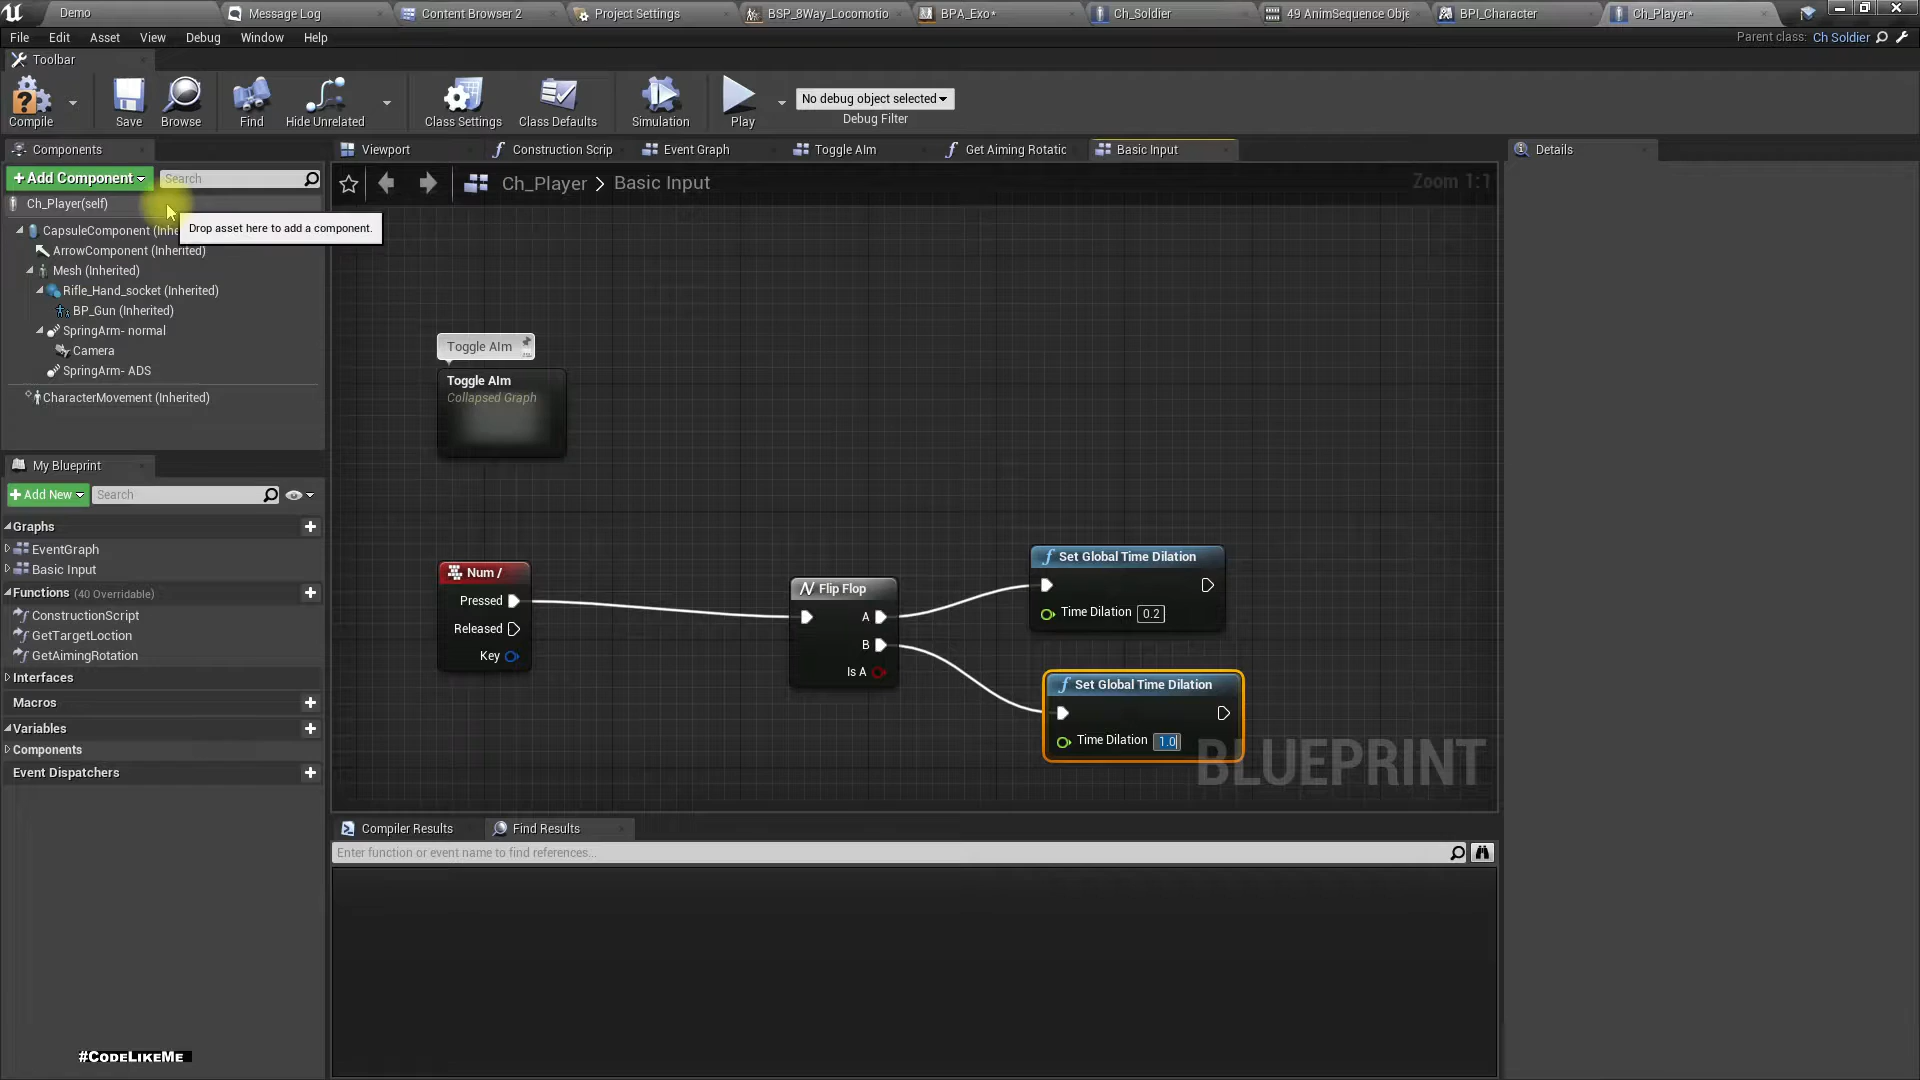 Demo
Message Log
Content Browser 2
Project Settings
BSP_8Way_Locomotio
BPA_Exo*
Ch_Soldier
49 AnimSequence Obje
BPI_Character
Ch_Player*
File
Edit
Asset
View
Debug
Window
Help
Parent class: Ch Soldier
Toolbar
Compile
Save
Browse
Find
Hide Unrelated
Class Settings
Class Defaults
Simulation
Play
No debug object selected
Debug Filter
Components
Viewport
Construction Scrip
Event Graph
Toggle AIm
Get Aiming Rotatic
Basic Input
Details
+Add Component
Search
Ch_Player > Basic Input
Zoom 1:1
Ch_Player(self)
Drop asset here to add a component.
CapsuleComponent (Inhe
ArrowComponent (Inherited)
Mesh (Inherited)
Rifle_Hand_socket (Inherited)
BP_Gun (Inherited)
SpringArm- normal
Camera
SpringArm- ADS
CharacterMovement (Inherited)
Toggle AIm
Toggle AIm
Collapsed Graph
My Blueprint
+Add New
Search
Graphs
EventGraph
Basic Input
Functions (40 Overridable)
ConstructionScript
GetTargetLoction
GetAimingRotation
Interfaces
Macros
Variables
Components
Event Dispatchers
Num /
Pressed
Released
Key
Flip Flop
A
B
Is A
Set Global Time Dilation
Time Dilation 0.2
Set Global Time Dilation
Time Dilation 1.0
BLUEPRINT
Compiler Results
Find Results
Enter function or event name to find references...
#CODELIKEME